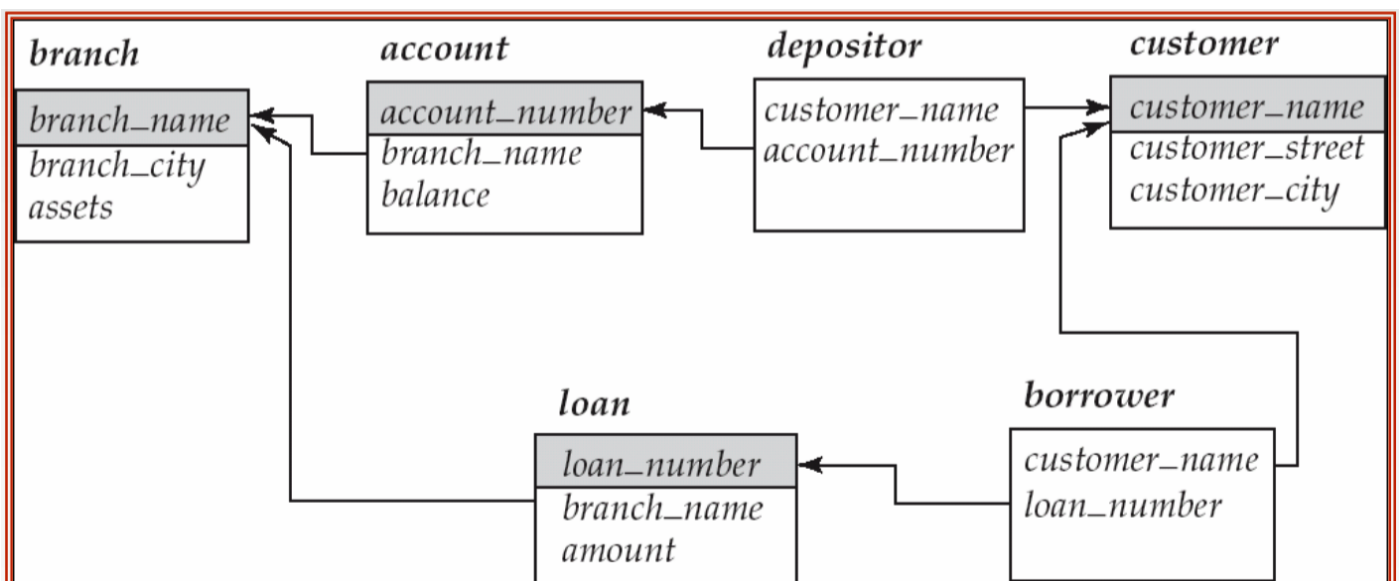 branch
branch_name
branch_city
assets
account
account_number
branch_name
balance
depositor
customer_name
account_number
customer
customer_name
customer_street
customer_city
loan
loan_number
branch_name
amount
borrower
customer_name
loan_number